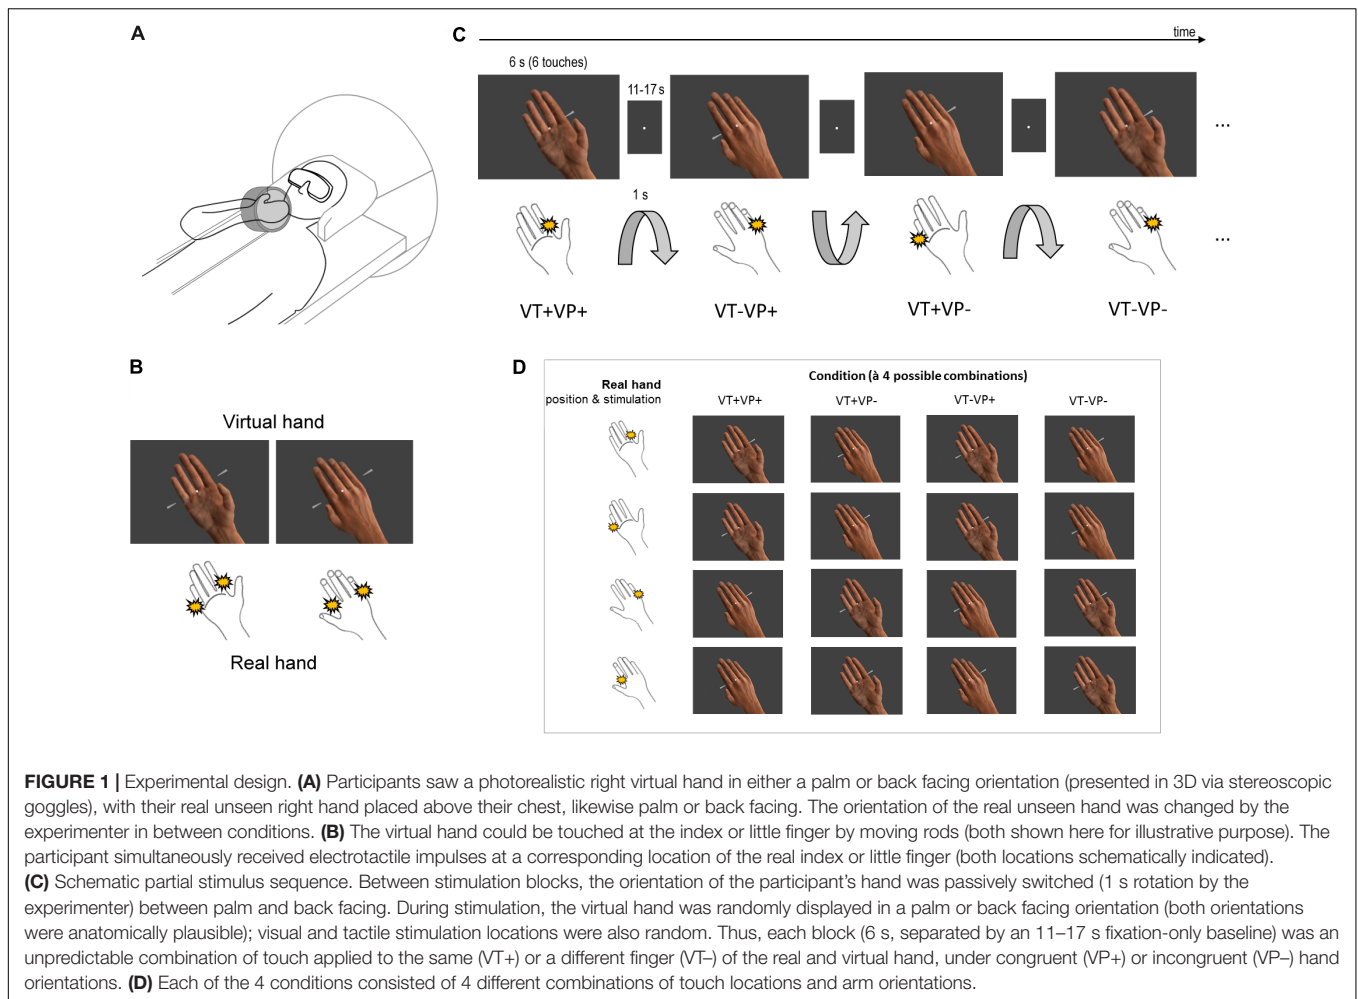 A
C
time
6 s (6 touches)
11-17 s
...
1 s
...
VT+VP+
VT-VP+
VT+VP-
VT-VP-
B
Virtual hand
Real hand
D
Condition (à 4 possible combinations)
Real hand
position & stimulation
VT+VP+
VT+VP-
VT-VP+
VT-VP-
FIGURE 1 | Experimental design. (A) Participants saw a photorealistic right virtual hand in either a palm or back facing orientation (presented in 3D via stereoscopic
goggles), with their real unseen right hand placed above their chest, likewise palm or back facing. The orientation of the real unseen hand was changed by the
experimenter in between conditions. (B) The virtual hand could be touched at the index or little finger by moving rods (both shown here for illustrative purpose). The
participant simultaneously received electrotactile impulses at a corresponding location of the real index or little finger (both locations schematically indicated).
(C) Schematic partial stimulus sequence. Between stimulation blocks, the orientation of the participant's hand was passively switched (1 s rotation by the
experimenter) between palm and back facing. During stimulation, the virtual hand was randomly displayed in a palm or back facing orientation (both orientations
were anatomically plausible); visual and tactile stimulation locations were also random. Thus, each block (6 s, separated by an 11–17 s fixation-only baseline) was an
unpredictable combination of touch applied to the same (VT+) or a different finger (VT–) of the real and virtual hand, under congruent (VP+) or incongruent (VP–) hand
orientations. (D) Each of the 4 conditions consisted of 4 different combinations of touch locations and arm orientations.